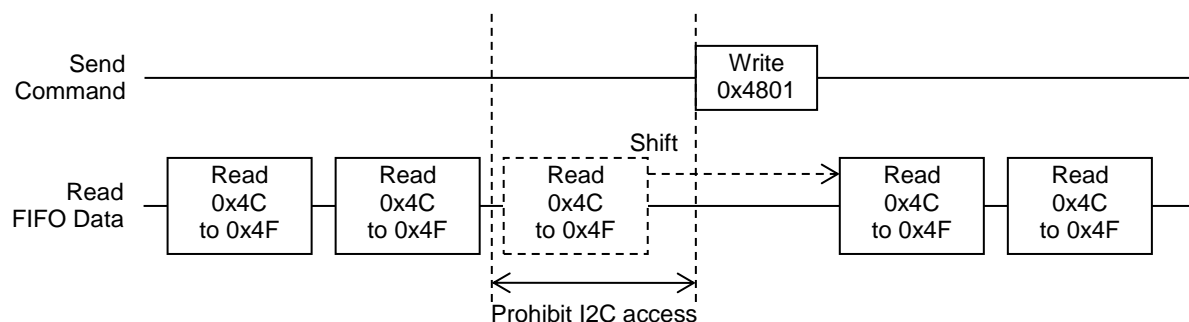 Send
Command
Write
0x4801
Shift
Read
FIFO Data
Read
0x4C
to 0x4F
Read
0x4C
to 0x4F
Read
0x4C
to 0x4F
Read
0x4C
to 0x4F
Read
0x4C
to 0x4F
Prohibit I2C access